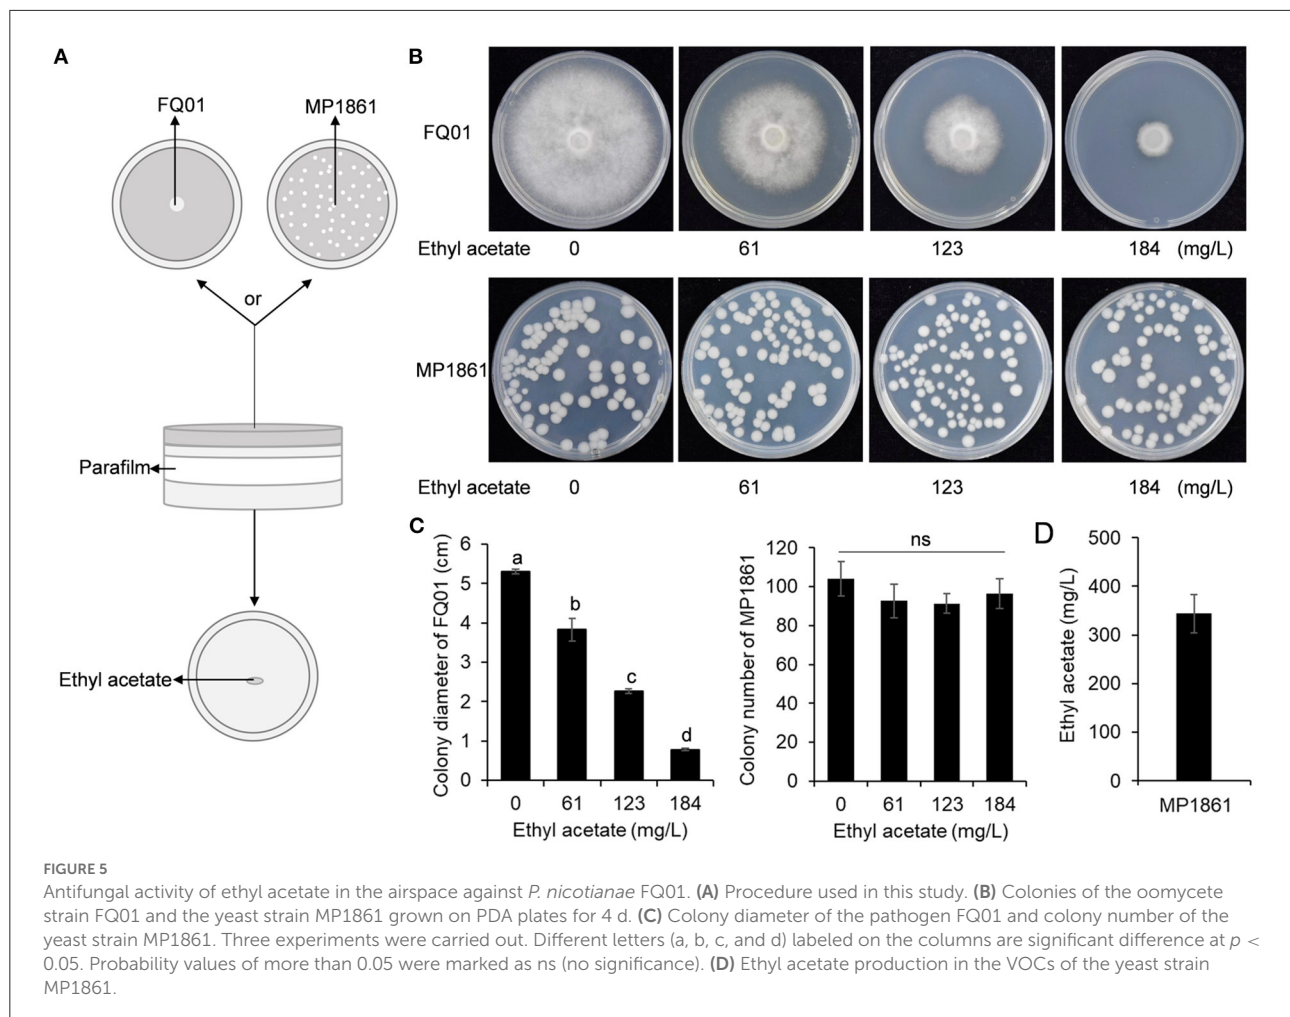 A
FQ01
MP1861
or
Parafilm
Ethyl acetate
B
FQ01
Ethyl acetate 0 61 123 184 (mg/L)
MP1861
Ethyl acetate 0 61 123 184 (mg/L)
C
Colony diameter of FQ01 (cm)
6
5
4
3
2
1
0
a
b
c
d
0 61 123 184
Ethyl acetate (mg/L)
Colony number of MP1861
120
100
80
60
40
20
0
ns
0 61 123 184
Ethyl acetate (mg/L)
D
Ethyl acetate (mg/L)
500
400
300
200
100
0
MP1861
FIGURE 5
Antifungal activity of ethyl acetate in the airspace against P. nicotianae FQ01. (A) Procedure used in this study. (B) Colonies of the oomycete
strain FQ01 and the yeast strain MP1861 grown on PDA plates for 4 d. (C) Colony diameter of the pathogen FQ01 and colony number of the
yeast strain MP1861. Three experiments were carried out. Different letters (a, b, c, and d) labeled on the columns are significant difference at p <
0.05. Probability values of more than 0.05 were marked as ns (no significance). (D) Ethyl acetate production in the VOCs of the yeast strain
MP1861.